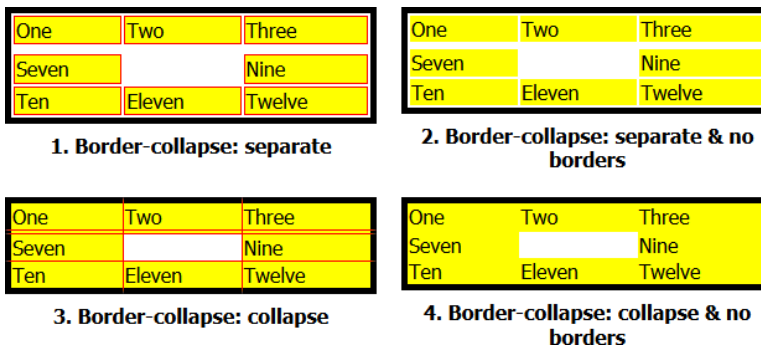 One Two Three
Seven Nine
Ten Eleven Twelve
1. Border-collapse: separate
One Two Three
Seven Nine
Ten Eleven Twelve
2. Border-collapse: separate & no
borders
One Two Three
Seven Nine
Ten Eleven Twelve
3. Border-collapse: collapse
One Two Three
Seven Nine
Ten Eleven Twelve
4. Border-collapse: collapse & no
borders